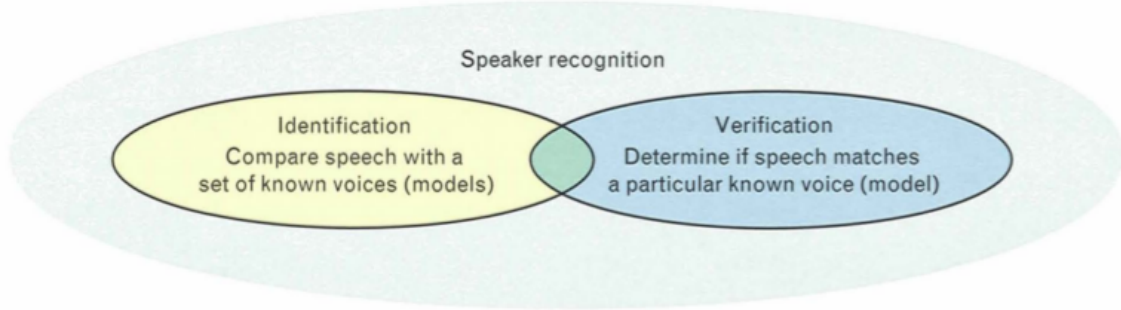 Speaker recognition
Identification
Compare speech with a
set of known voices (models)
Verification
Determine if speech matches
a particular known voice (model)